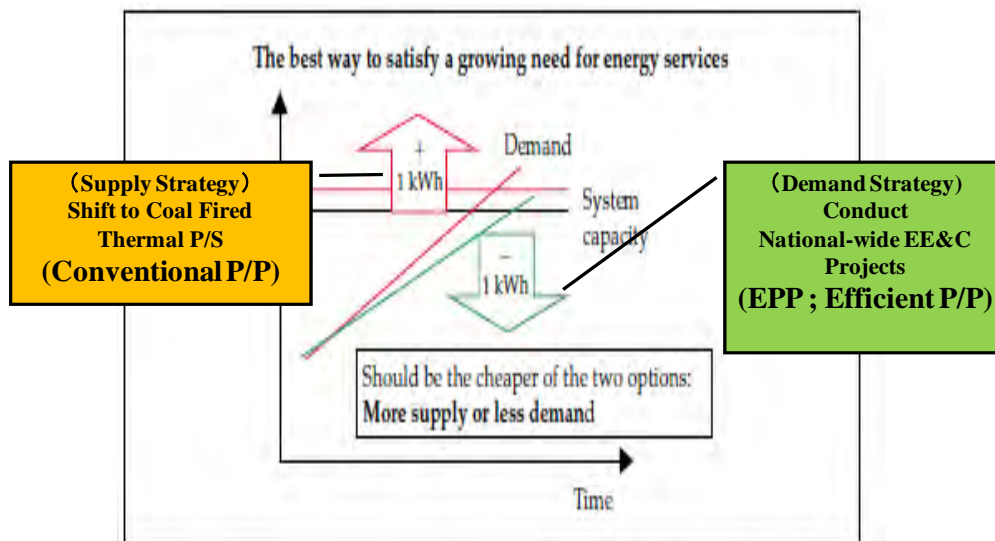 The best way to satisfy a growing need for energy services
+
1 kWh
Demand
System
capacity
−
1 kWh
（Supply Strategy）
Shift to Coal Fired
Thermal P/S
(Conventional P/P)
（Demand Strategy)
Conduct
National-wide EE&C
Projects
(EPP ; Efficient P/P)
Should be the cheaper of the two options:
More supply or less demand
Time